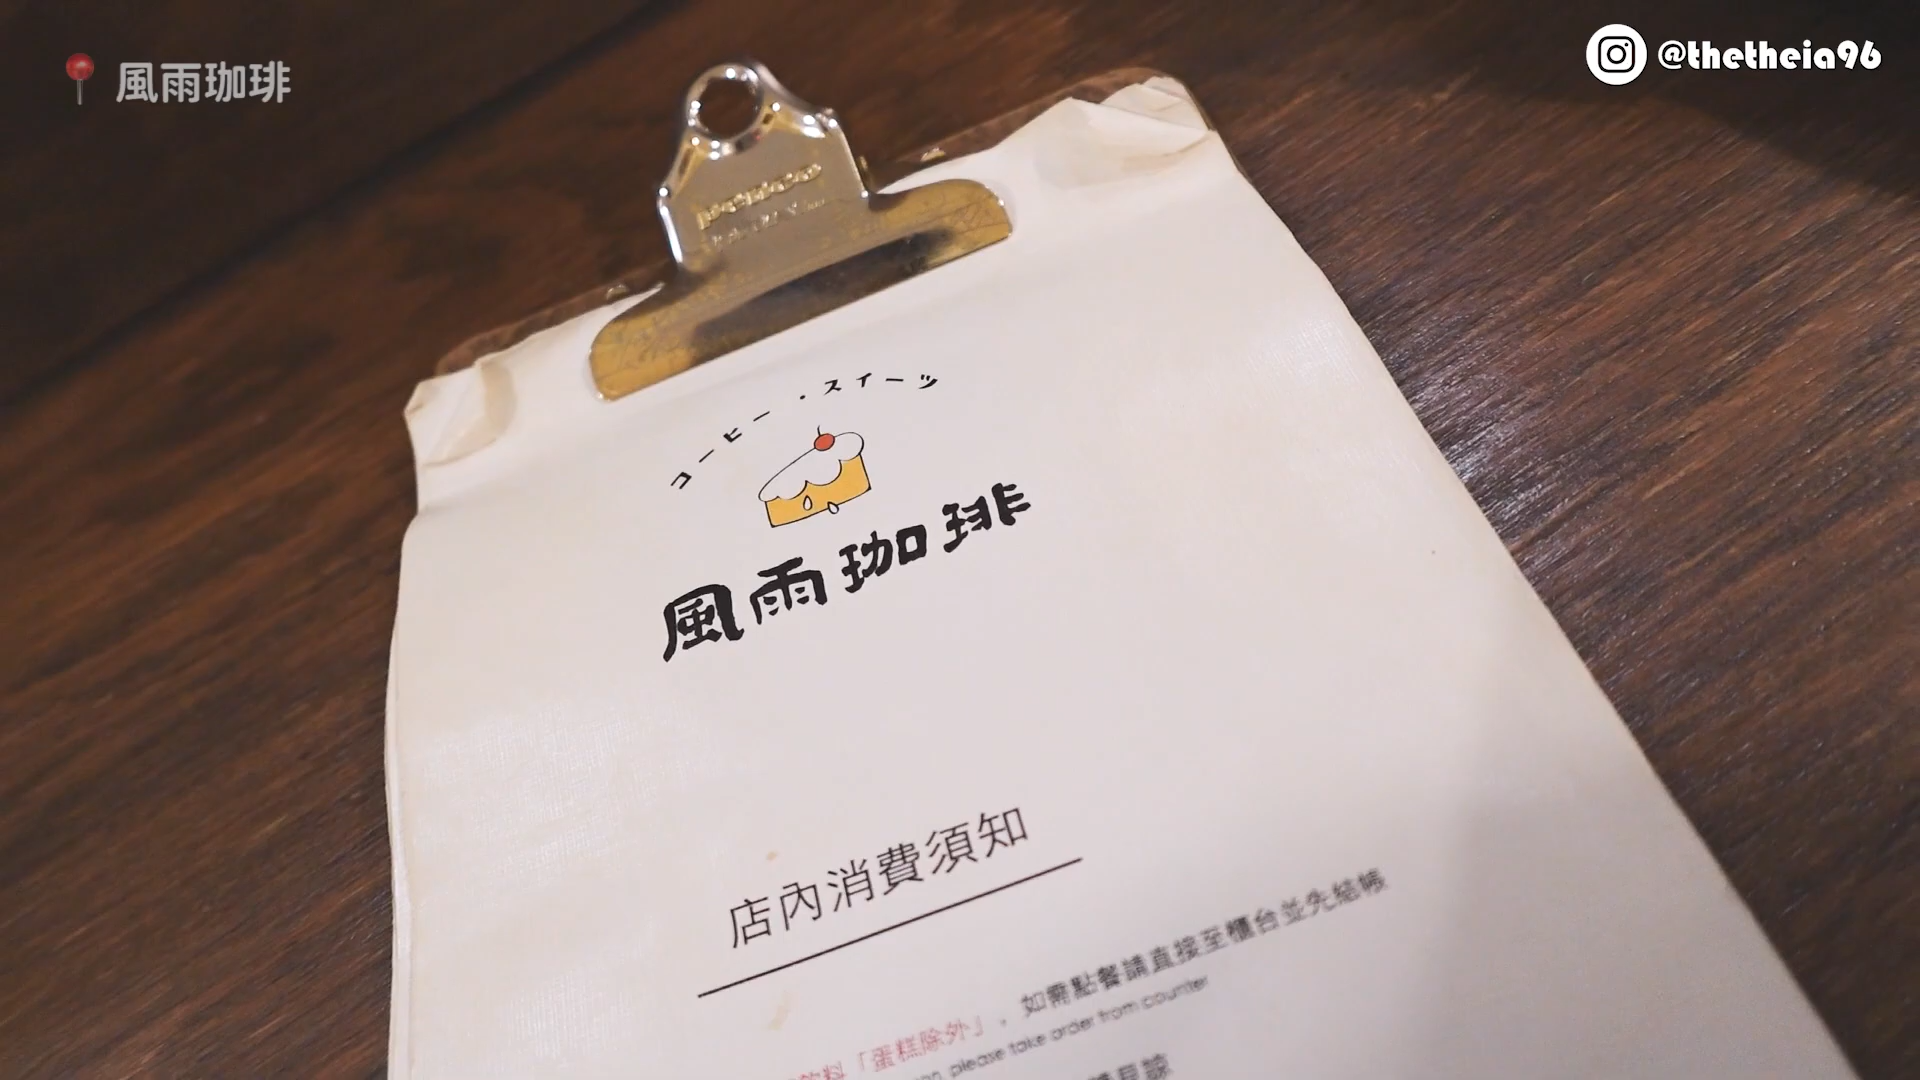 風雨珈琲
@thetheia96
コーヒー・スイーツ
風雨珈琲
店內消費須知
飲料「蛋糕除外」，如需點餐請直接至櫃台並先結帳
please take order from counter